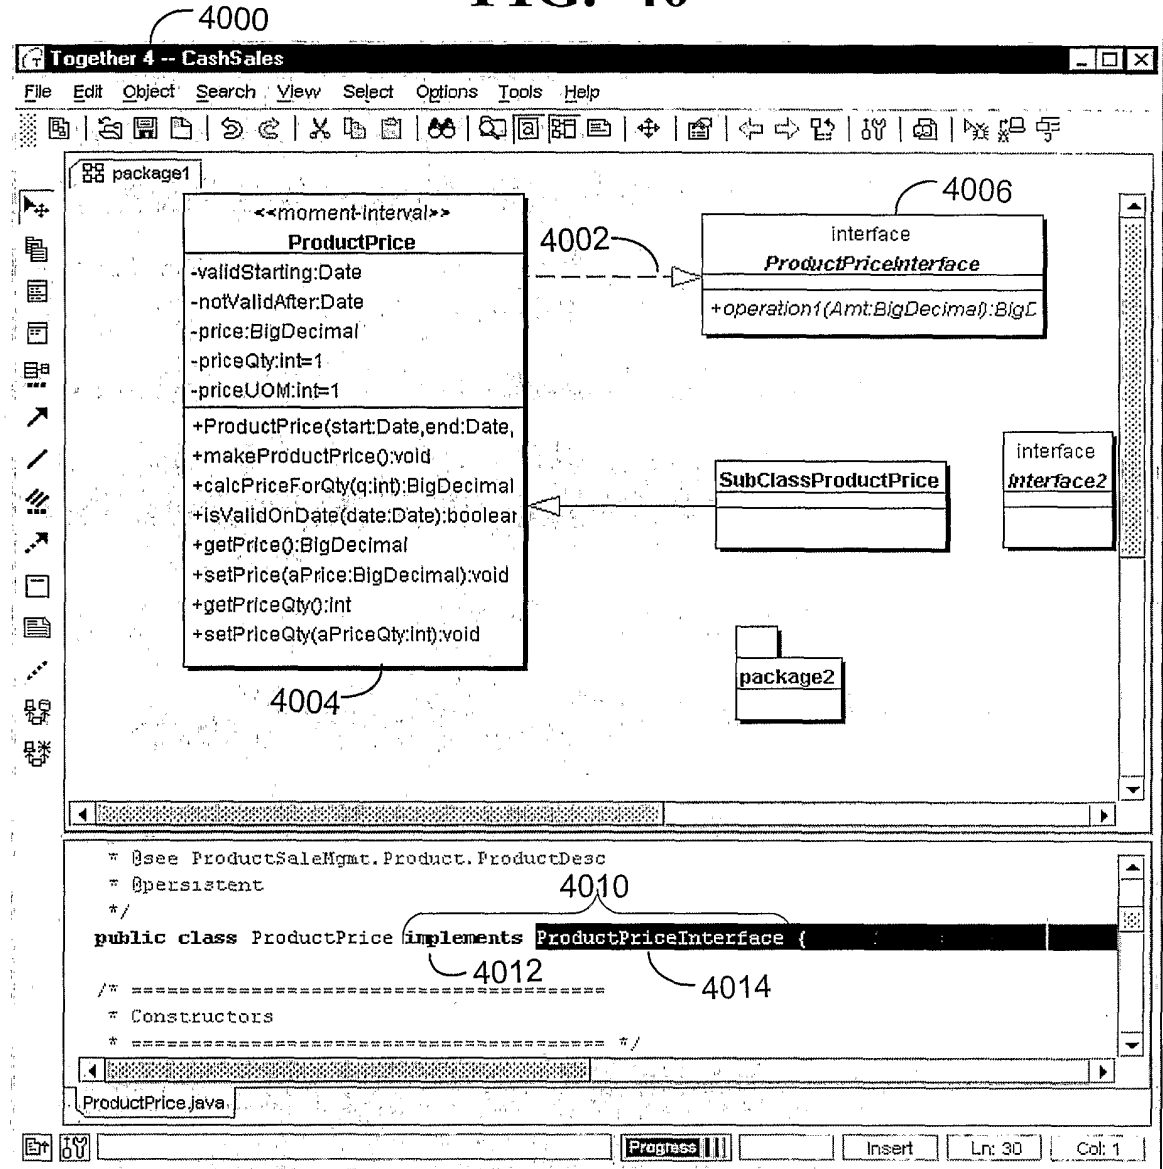 FIG. 40
4000
Together 4 -- CashSales
File Edit Object Search View Select Options Tools Help
package1
<<moment-interval>>
ProductPrice
-validStarting:Date
-notValidAfter:Date
-price:BigDecimal
-priceQty:int=1
-priceUOM:int=1
+ProductPrice(start:Date,end:Date,
+makeProductPrice():void
+calcPriceForQty(q:int):BigDecimal
+isValidOnDate(date:Date):boolear
+getPrice():BigDecimal
+setPrice(aPrice:BigDecimal):void
+getPriceQty():int
+setPriceQty(aPriceQty:int):void
4004
4002
4006
interface
ProductPriceInterface
+operation1(Amt:BigDecimal):BigD
SubClassProductPrice
interface
Interface2
package2
* @see ProductSaleMgmt.Product.ProductDesc
* @persistent
*/
4010
public class ProductPrice implements ProductPriceInterface {
4012
4014
/* =======================================
* Constructors
* ======================================= */
ProductPrice.java
Progress
Insert
Ln: 30
Col: 1